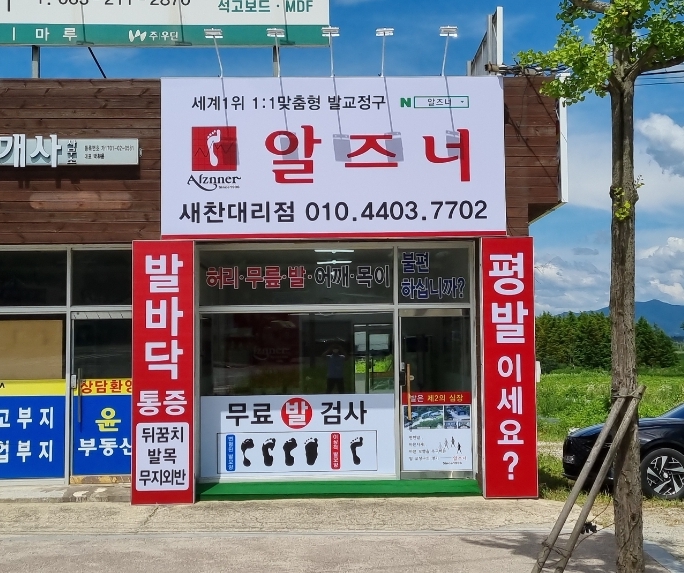 석고보드 · MDF
마루
주우딘
개사
세계1위 1:1맞춤형 발교정구
N 알즈너
알즈너
Alznner
새찬대리점 010.4403.7702
발바닥
통증
뒤꿈치
발목
무지외반
허리·무릎·발·어깨·목이
불편
하십니까?
평발이세요?
무료 발 검사
발은 제2의 심장
상담환영
윤
부동산
고부지
업부지